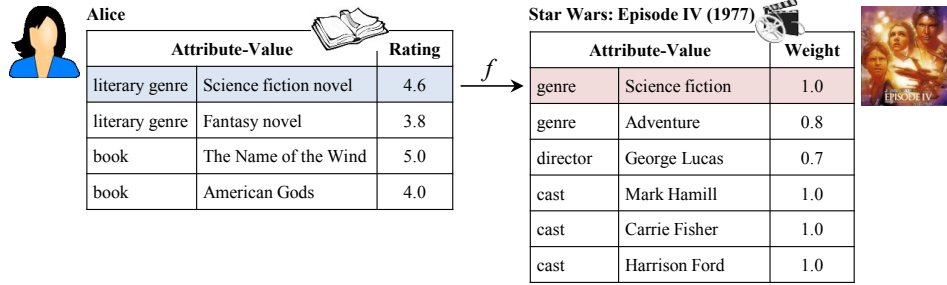 Alice
Attribute-Value Rating
literary genre Science fiction novel 4.6
literary genre Fantasy novel 3.8
book The Name of the Wind 5.0
book American Gods 4.0
f
Star Wars: Episode IV (1977)
Attribute-Value Weight
genre Science fiction 1.0
genre Adventure 0.8
director George Lucas 0.7
cast Mark Hamill 1.0
cast Carrie Fisher 1.0
cast Harrison Ford 1.0
EPISODE IV